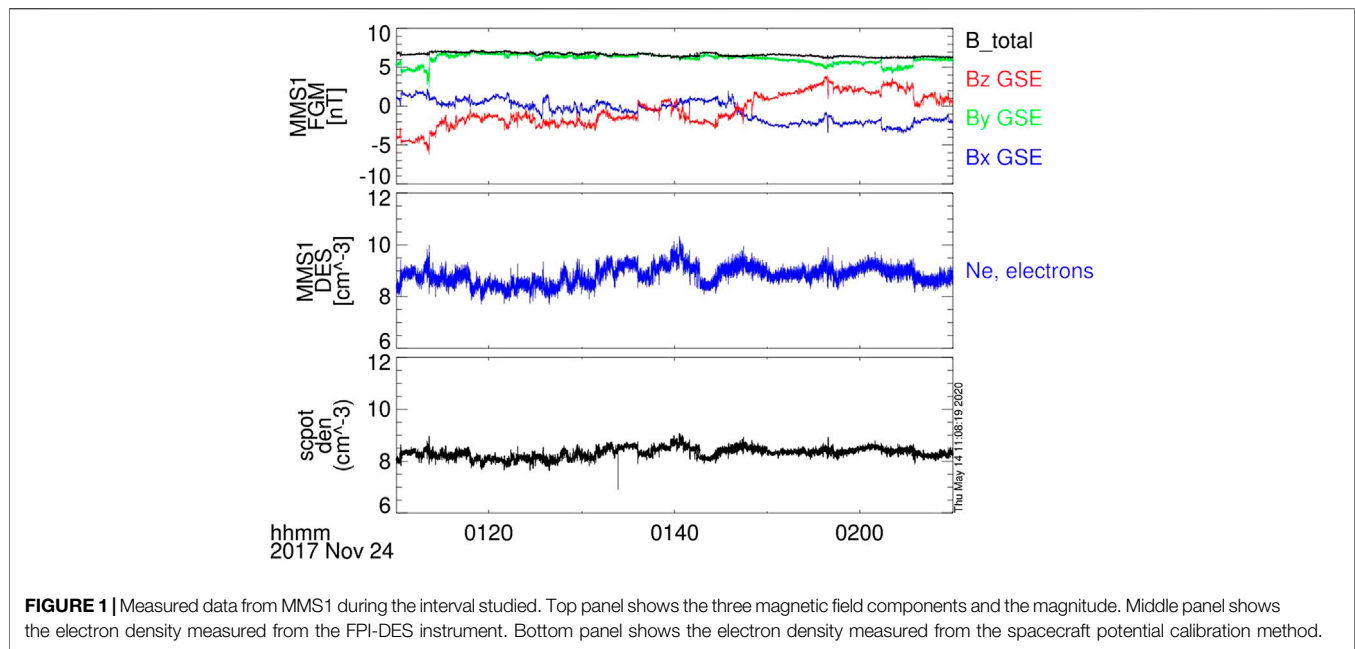 10
5
0
-5
-10
MMS1
FGM
[nT]
B_total
Bz GSE
By GSE
Bx GSE
12
10
8
6
MMS1
DES
[cm^-3]
Ne, electrons
12
10
8
6
scpot
den
(cm^-3)
Thu May 14 11:08:19 2020
hhmm
2017 Nov 24
0120
0140
0200
FIGURE 1 | Measured data from MMS1 during the interval studied. Top panel shows the three magnetic field components and the magnitude. Middle panel shows
the electron density measured from the FPI-DES instrument. Bottom panel shows the electron density measured from the spacecraft potential calibration method.